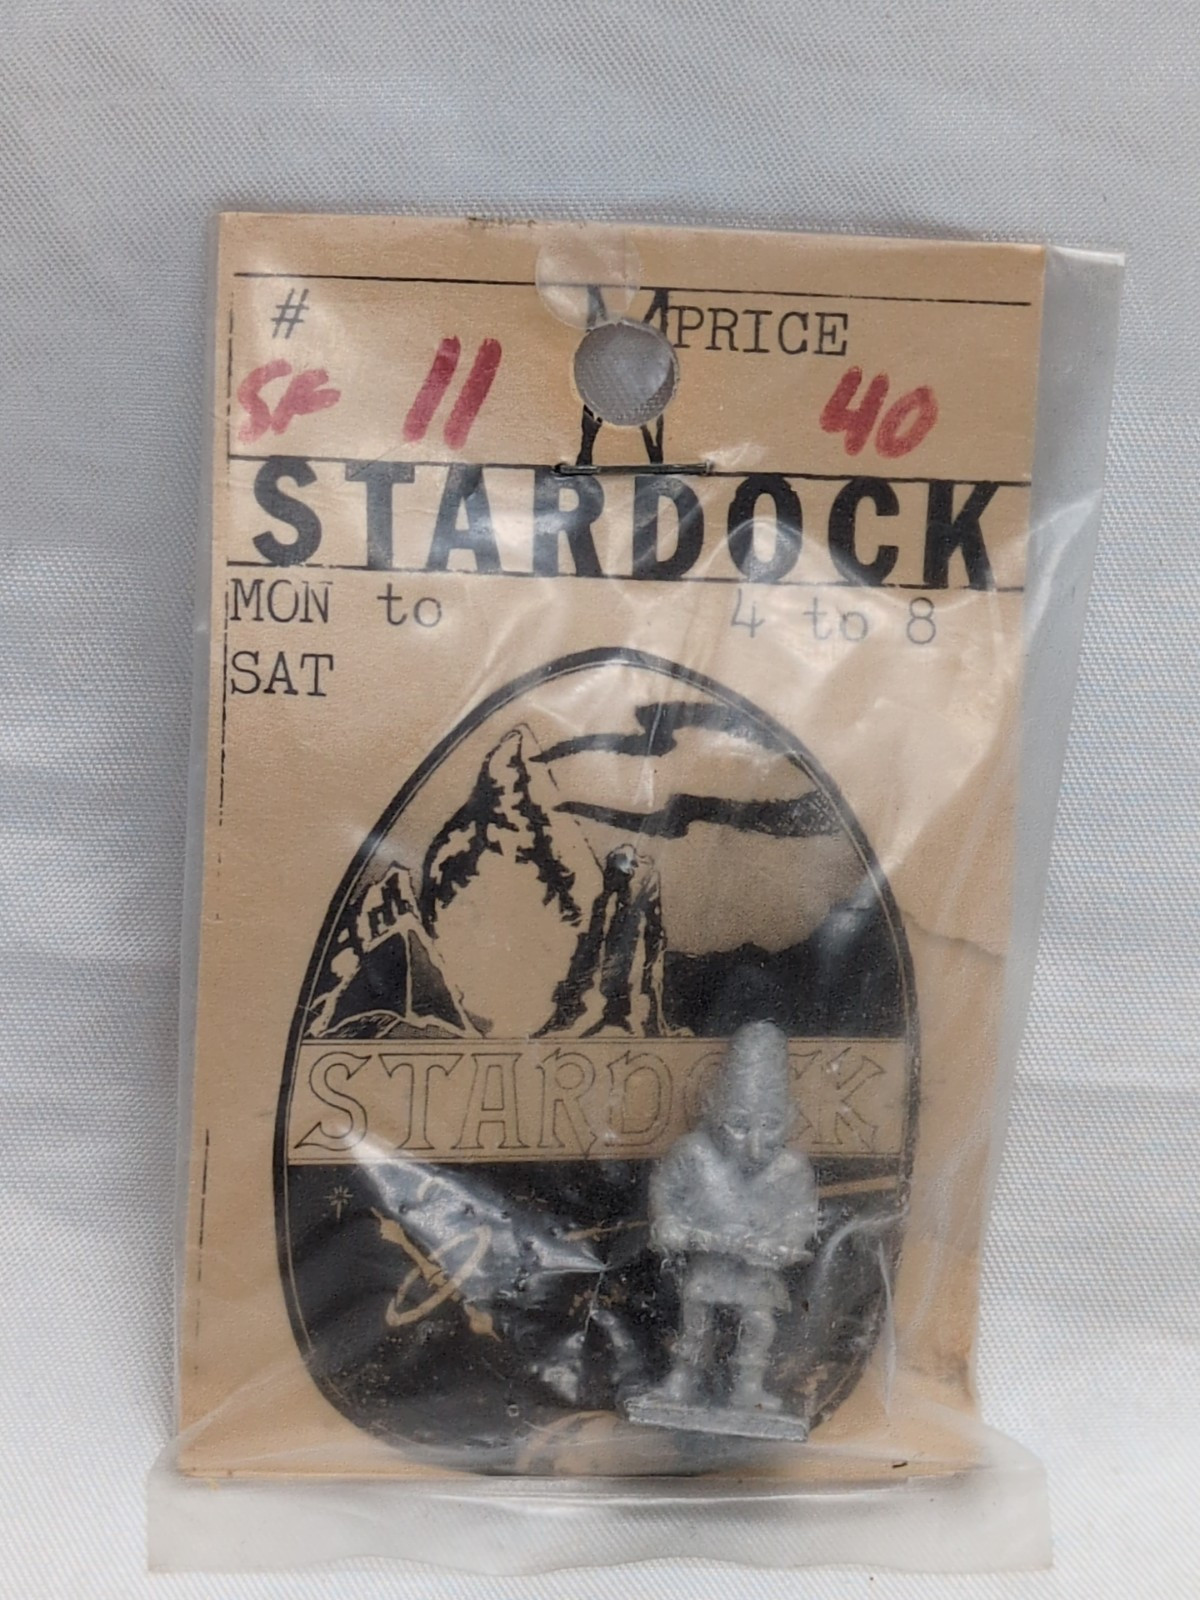 # PRICE
SF 11 40
STARDOCK
MON to 4 to 8
SAT
STARDOCK